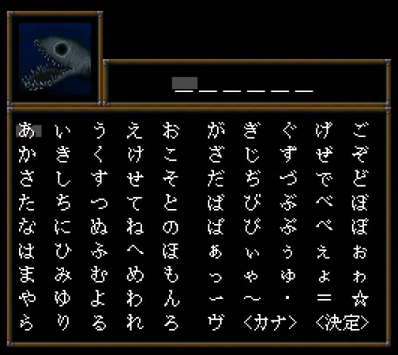 あ い う え お が ぎ ぐ げ ご
か き く け こ ざ じ ず ぜ ぞ
さ し す せ そ だ ぢ づ で ど
た ち つ て と ば び ぶ べ ぼ
な に ぬ ね の ぱ ぴ ぷ ぺ ぽ
は ひ ふ へ ほ ぁ ぃ ぅ ぇ ぉ
ま み む め も っ ゃ ゅ ょ ゎ
や ゆ よ わ ん ー ～ ・ ＝ ☆
ら り る れ ろ ヴ <カナ> <決定>